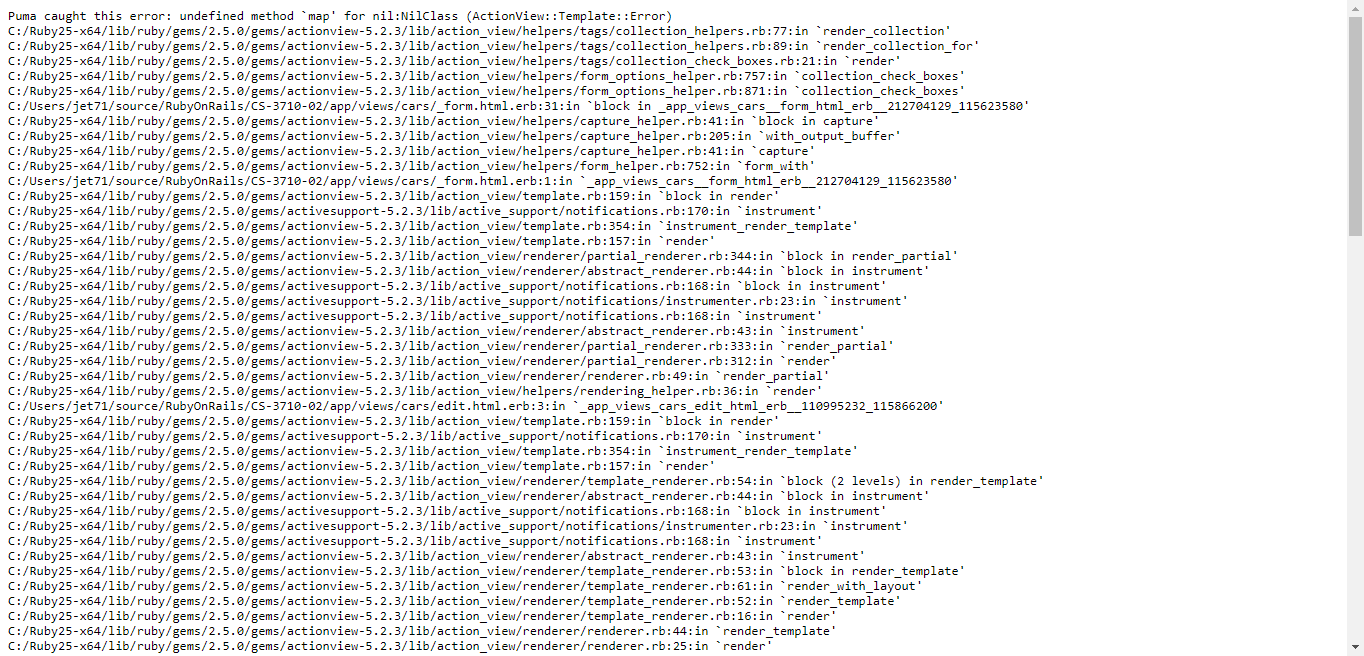 Puma caught this error: undefined method `map' for nil:NilClass (ActionView::Template::Error)
C:/Ruby25-x64/lib/ruby/gems/2.5.0/gems/actionview-5.2.3/lib/action_view/helpers/tags/collection_helpers.rb:77:in `render_collection'
C:/Ruby25-x64/lib/ruby/gems/2.5.0/gems/actionview-5.2.3/lib/action_view/helpers/tags/collection_helpers.rb:89:in `render_collection_for'
C:/Ruby25-x64/lib/ruby/gems/2.5.0/gems/actionview-5.2.3/lib/action_view/helpers/tags/collection_check_boxes.rb:21:in `render'
C:/Ruby25-x64/lib/ruby/gems/2.5.0/gems/actionview-5.2.3/lib/action_view/helpers/form_options_helper.rb:757:in `collection_check_boxes'
C:/Ruby25-x64/lib/ruby/gems/2.5.0/gems/actionview-5.2.3/lib/action_view/helpers/form_options_helper.rb:871:in `collection_check_boxes'
C:/Users/jet71/source/RubyOnRails/CS-3710-02/app/views/cars/_form.html.erb:31:in `block in _app_views_cars__form_html_erb__212704129_115623580'
C:/Ruby25-x64/lib/ruby/gems/2.5.0/gems/actionview-5.2.3/lib/action_view/helpers/capture_helper.rb:41:in `block in capture'
C:/Ruby25-x64/lib/ruby/gems/2.5.0/gems/actionview-5.2.3/lib/action_view/helpers/capture_helper.rb:205:in `with_output_buffer'
C:/Ruby25-x64/lib/ruby/gems/2.5.0/gems/actionview-5.2.3/lib/action_view/helpers/capture_helper.rb:41:in `capture'
C:/Ruby25-x64/lib/ruby/gems/2.5.0/gems/actionview-5.2.3/lib/action_view/helpers/form_helper.rb:752:in `form_with'
C:/Users/jet71/source/RubyOnRails/CS-3710-02/app/views/cars/_form.html.erb:1:in `_app_views_cars__form_html_erb__212704129_115623580'
C:/Ruby25-x64/lib/ruby/gems/2.5.0/gems/actionview-5.2.3/lib/action_view/template.rb:159:in `block in render'
C:/Ruby25-x64/lib/ruby/gems/2.5.0/gems/activesupport-5.2.3/lib/active_support/notifications.rb:170:in `instrument'
C:/Ruby25-x64/lib/ruby/gems/2.5.0/gems/actionview-5.2.3/lib/action_view/template.rb:354:in `instrument_render_template'
C:/Ruby25-x64/lib/ruby/gems/2.5.0/gems/actionview-5.2.3/lib/action_view/template.rb:157:in `render'
C:/Ruby25-x64/lib/ruby/gems/2.5.0/gems/actionview-5.2.3/lib/action_view/renderer/partial_renderer.rb:344:in `block in render_partial'
C:/Ruby25-x64/lib/ruby/gems/2.5.0/gems/actionview-5.2.3/lib/action_view/renderer/abstract_renderer.rb:44:in `block in instrument'
C:/Ruby25-x64/lib/ruby/gems/2.5.0/gems/activesupport-5.2.3/lib/active_support/notifications.rb:168:in `block in instrument'
C:/Ruby25-x64/lib/ruby/gems/2.5.0/gems/activesupport-5.2.3/lib/active_support/notifications/instrumenter.rb:23:in `instrument'
C:/Ruby25-x64/lib/ruby/gems/2.5.0/gems/activesupport-5.2.3/lib/active_support/notifications.rb:168:in `instrument'
C:/Ruby25-x64/lib/ruby/gems/2.5.0/gems/actionview-5.2.3/lib/action_view/renderer/abstract_renderer.rb:43:in `instrument'
C:/Ruby25-x64/lib/ruby/gems/2.5.0/gems/actionview-5.2.3/lib/action_view/renderer/partial_renderer.rb:333:in `render_partial'
C:/Ruby25-x64/lib/ruby/gems/2.5.0/gems/actionview-5.2.3/lib/action_view/renderer/partial_renderer.rb:312:in `render'
C:/Ruby25-x64/lib/ruby/gems/2.5.0/gems/actionview-5.2.3/lib/action_view/renderer/renderer.rb:49:in `render_partial'
C:/Ruby25-x64/lib/ruby/gems/2.5.0/gems/actionview-5.2.3/lib/action_view/helpers/rendering_helper.rb:36:in `render'
C:/Users/jet71/source/RubyOnRails/CS-3710-02/app/views/cars/edit.html.erb:3:in `_app_views_cars_edit_html_erb__110995232_115866200'
C:/Ruby25-x64/lib/ruby/gems/2.5.0/gems/actionview-5.2.3/lib/action_view/template.rb:159:in `block in render'
C:/Ruby25-x64/lib/ruby/gems/2.5.0/gems/activesupport-5.2.3/lib/active_support/notifications.rb:170:in `instrument'
C:/Ruby25-x64/lib/ruby/gems/2.5.0/gems/actionview-5.2.3/lib/action_view/template.rb:354:in `instrument_render_template'
C:/Ruby25-x64/lib/ruby/gems/2.5.0/gems/actionview-5.2.3/lib/action_view/template.rb:157:in `render'
C:/Ruby25-x64/lib/ruby/gems/2.5.0/gems/actionview-5.2.3/lib/action_view/renderer/template_renderer.rb:54:in `block (2 levels) in render_template'
C:/Ruby25-x64/lib/ruby/gems/2.5.0/gems/actionview-5.2.3/lib/action_view/renderer/abstract_renderer.rb:44:in `block in instrument'
C:/Ruby25-x64/lib/ruby/gems/2.5.0/gems/activesupport-5.2.3/lib/active_support/notifications.rb:168:in `block in instrument'
C:/Ruby25-x64/lib/ruby/gems/2.5.0/gems/activesupport-5.2.3/lib/active_support/notifications/instrumenter.rb:23:in `instrument'
C:/Ruby25-x64/lib/ruby/gems/2.5.0/gems/activesupport-5.2.3/lib/active_support/notifications.rb:168:in `instrument'
C:/Ruby25-x64/lib/ruby/gems/2.5.0/gems/actionview-5.2.3/lib/action_view/renderer/abstract_renderer.rb:43:in `instrument'
C:/Ruby25-x64/lib/ruby/gems/2.5.0/gems/actionview-5.2.3/lib/action_view/renderer/template_renderer.rb:53:in `block in render_template'
C:/Ruby25-x64/lib/ruby/gems/2.5.0/gems/actionview-5.2.3/lib/action_view/renderer/template_renderer.rb:61:in `render_with_layout'
C:/Ruby25-x64/lib/ruby/gems/2.5.0/gems/actionview-5.2.3/lib/action_view/renderer/template_renderer.rb:52:in `render_template'
C:/Ruby25-x64/lib/ruby/gems/2.5.0/gems/actionview-5.2.3/lib/action_view/renderer/template_renderer.rb:16:in `render'
C:/Ruby25-x64/lib/ruby/gems/2.5.0/gems/actionview-5.2.3/lib/action_view/renderer/renderer.rb:44:in `render_template'
C:/Ruby25-x64/lib/ruby/gems/2.5.0/gems/actionview-5.2.3/lib/action_view/renderer/renderer.rb:25:in `render'